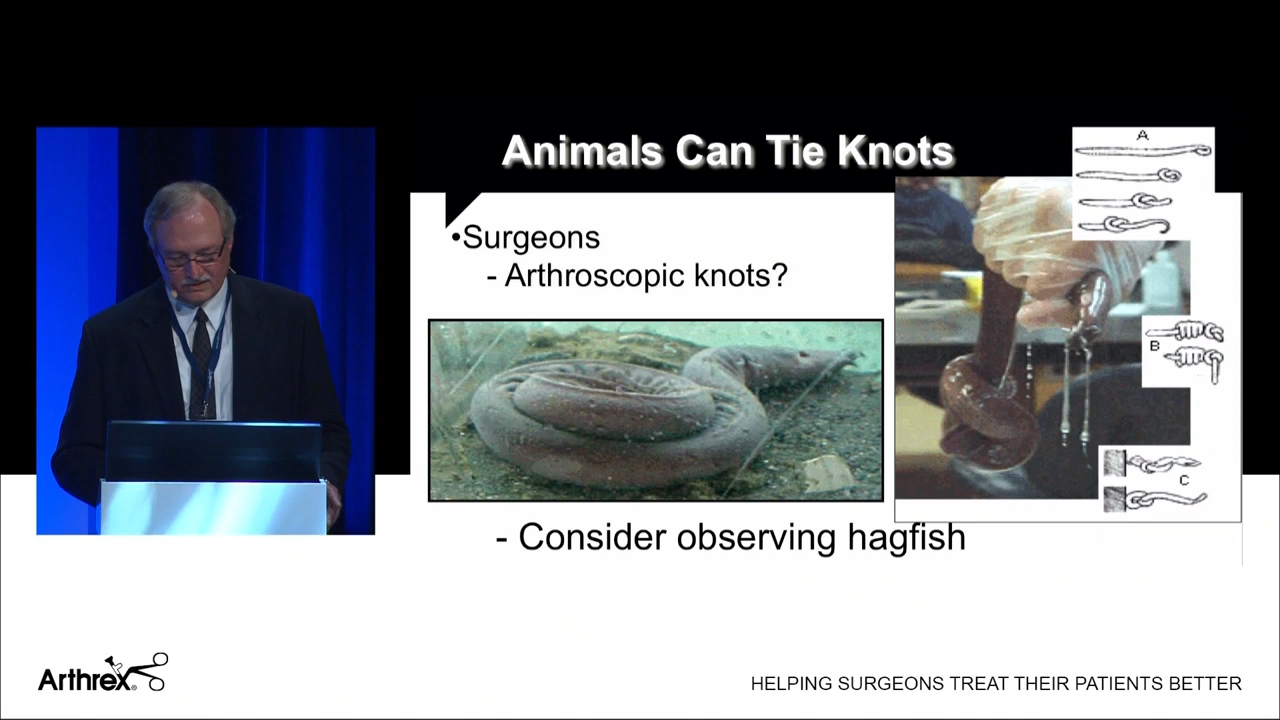 Animals Can Tie Knots
•Surgeons
- Arthroscopic knots?
A
B
C
- Consider observing hagfish
Arthrex®
HELPING SURGEONS TREAT THEIR PATIENTS BETTER